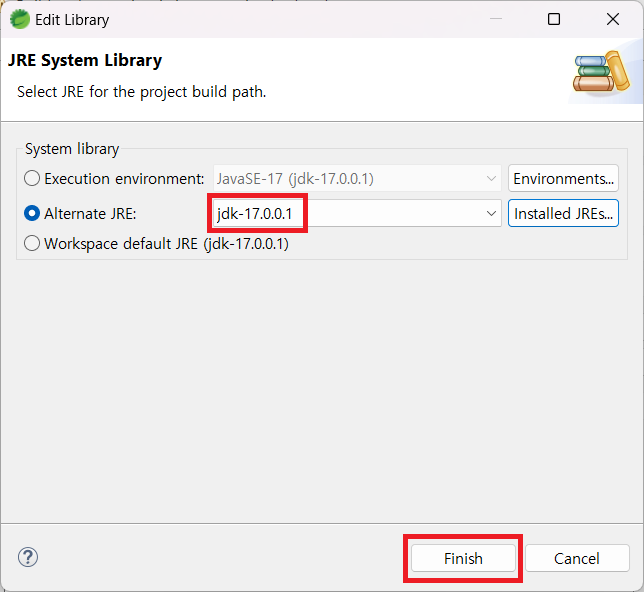 Edit Library
JRE System Library
Select JRE for the project build path.
System library
Execution environment: JavaSE-17 (jdk-17.0.0.1) Environments...
Alternate JRE: jdk-17.0.0.1 Installed JREs...
Workspace default JRE (jdk-17.0.0.1)
? Finish Cancel